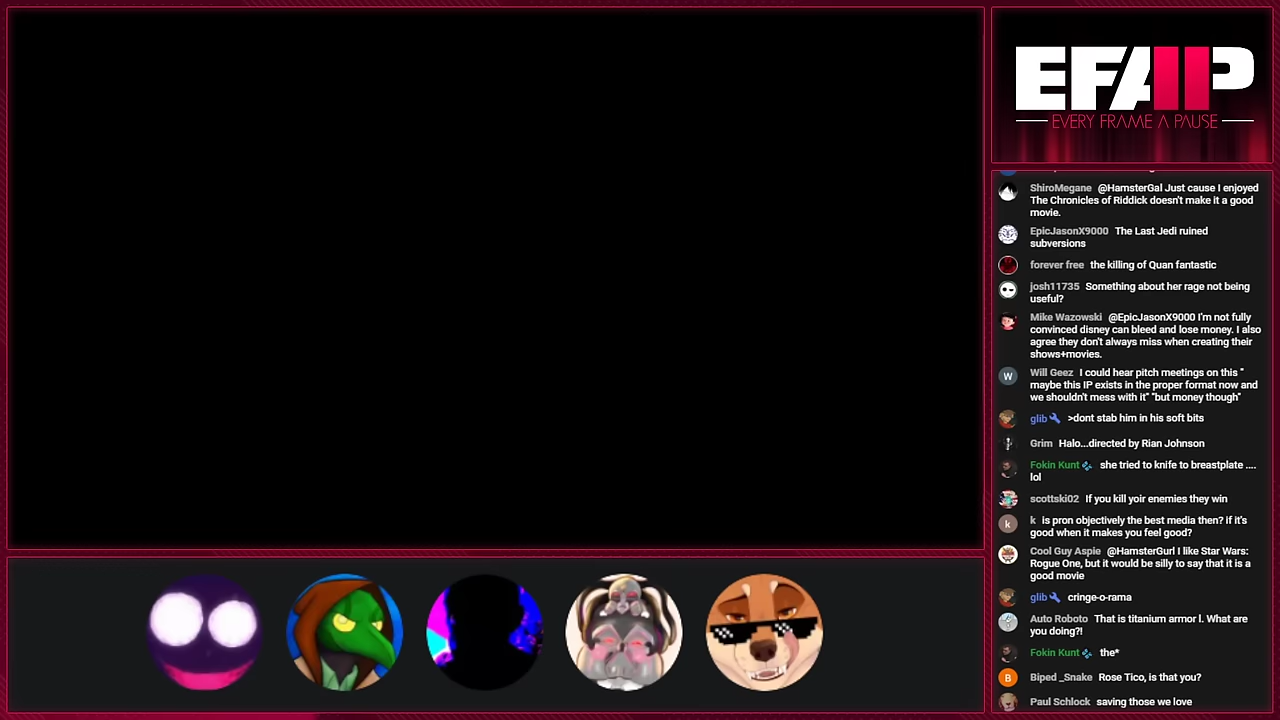 EFAP
EVERY FRAME A PAUSE
ShiroMegane @HamsterGal Just cause I enjoyed
The Chronicles of Riddick doesn't make it a good
movie.
EpicJasonX9000 The Last Jedi ruined
subversions
forever free the killing of Quan fantastic
josh11735 Something about her rage not being
useful?
Mike Wazowski @EpicJasonX9000 I'm not fully
convinced disney can bleed and lose money. I also
agree they don't always miss when creating their
shows+movies.
W
Will Geez I could hear pitch meetings on this "
maybe this IP exists in the proper format now and
we shouldn't mess with it" "but money though"
glib >dont stab him in his soft bits
Grim Halo...directed by Rian Johnson
Fokin Kunt she tried to knife to breastplate ....
lol
scottski02 If you kill yoir enemies they win
k
k is pron objectively the best media then? if it's
good when it makes you feel good?
Cool Guy Aspie @HamsterGurl I like Star Wars:
Rogue One, but it would be silly to say that it is a
good movie
glib cringe-o-rama
Auto Roboto That is titanium armor l. What are
you doing?!
Fokin Kunt the*
B
Biped _Snake Rose Tico, is that you?
Paul Schlock saving those we love